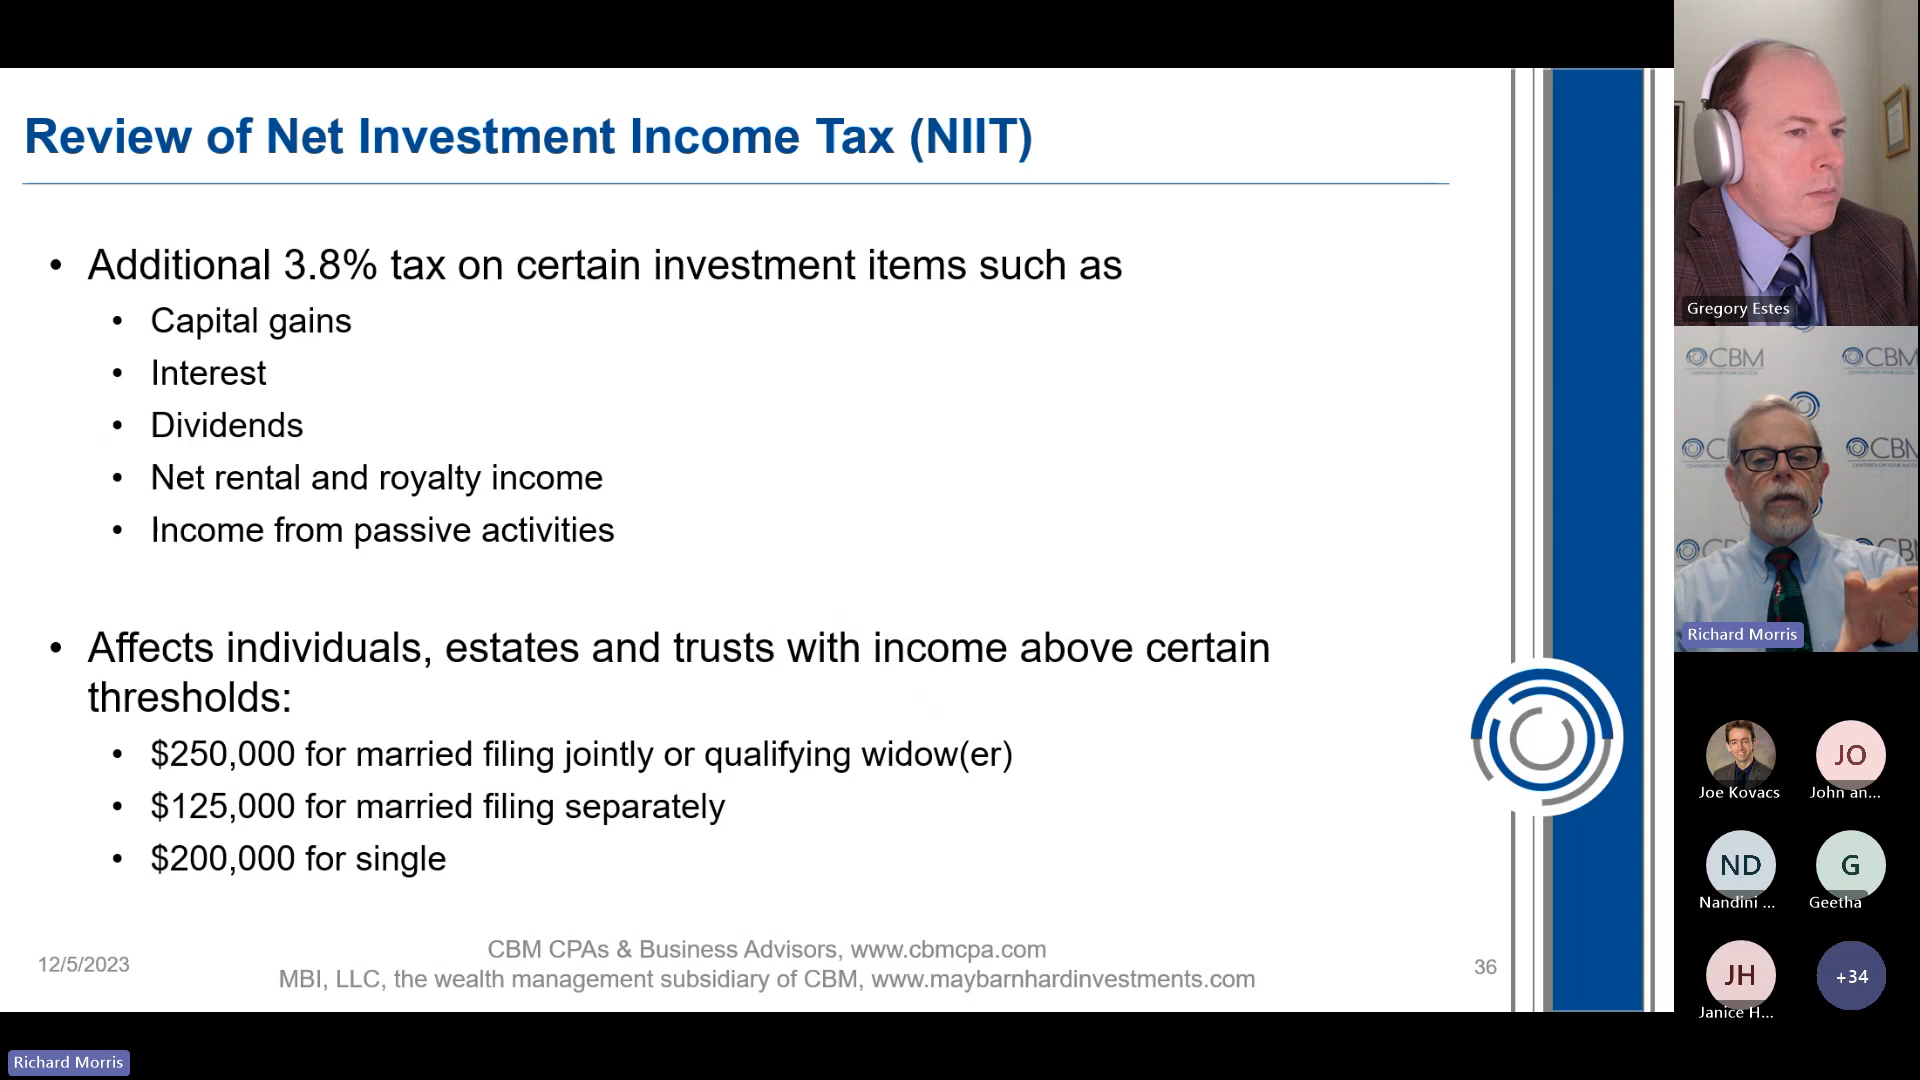 Review of Net Investment Income Tax (NIIT)
• Additional 3.8% tax on certain investment items such as
• Capital gains
• Interest
• Dividends
• Net rental and royalty income
• Income from passive activities
• Affects individuals, estates and trusts with income above certain
thresholds:
• $250,000 for married filing jointly or qualifying widow(er)
• $125,000 for married filing separately
• $200,000 for single
12/5/2023
CBM CPAs & Business Advisors, www.cbmcpa.com
MBI, LLC, the wealth management subsidiary of CBM, www.maybarnhardinvestments.com
36
Gregory Estes
CBM
CBM
CBM
Richard Morris
Joe Kovacs
JO
John an...
ND
Nandini ...
G
Geetha
JH
Janice H...
+34
Richard Morris